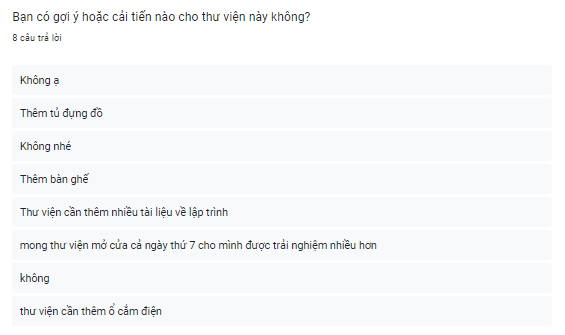 Bạn có gợi ý hoặc cải tiến nào cho thư viện này không?
8 câu trả lời
Không ạ
Thêm tủ đựng đồ
Không nhé
Thêm bàn ghế
Thư viện cần thêm nhiều tài liệu về lập trình
mong thư viện mở cửa cả ngày thứ 7 cho mình được trải nghiệm nhiều hơn
không
thư viện cần thêm ổ cắm điện